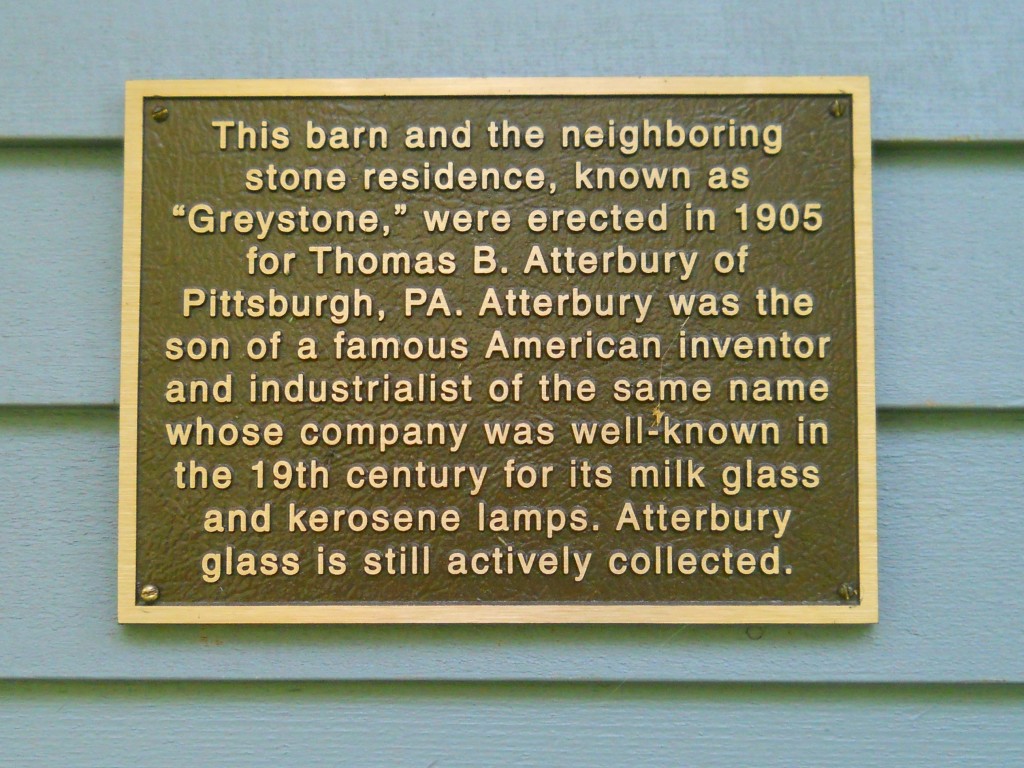 This barn and the neighboring
stone residence, known as
“Greystone,” were erected in 1905
for Thomas B. Atterbury of
Pittsburgh, PA. Atterbury was the
son of a famous American inventor
and industrialist of the same name
whose company was well-known in
the 19th century for its milk glass
and kerosene lamps. Atterbury
glass is still actively collected.